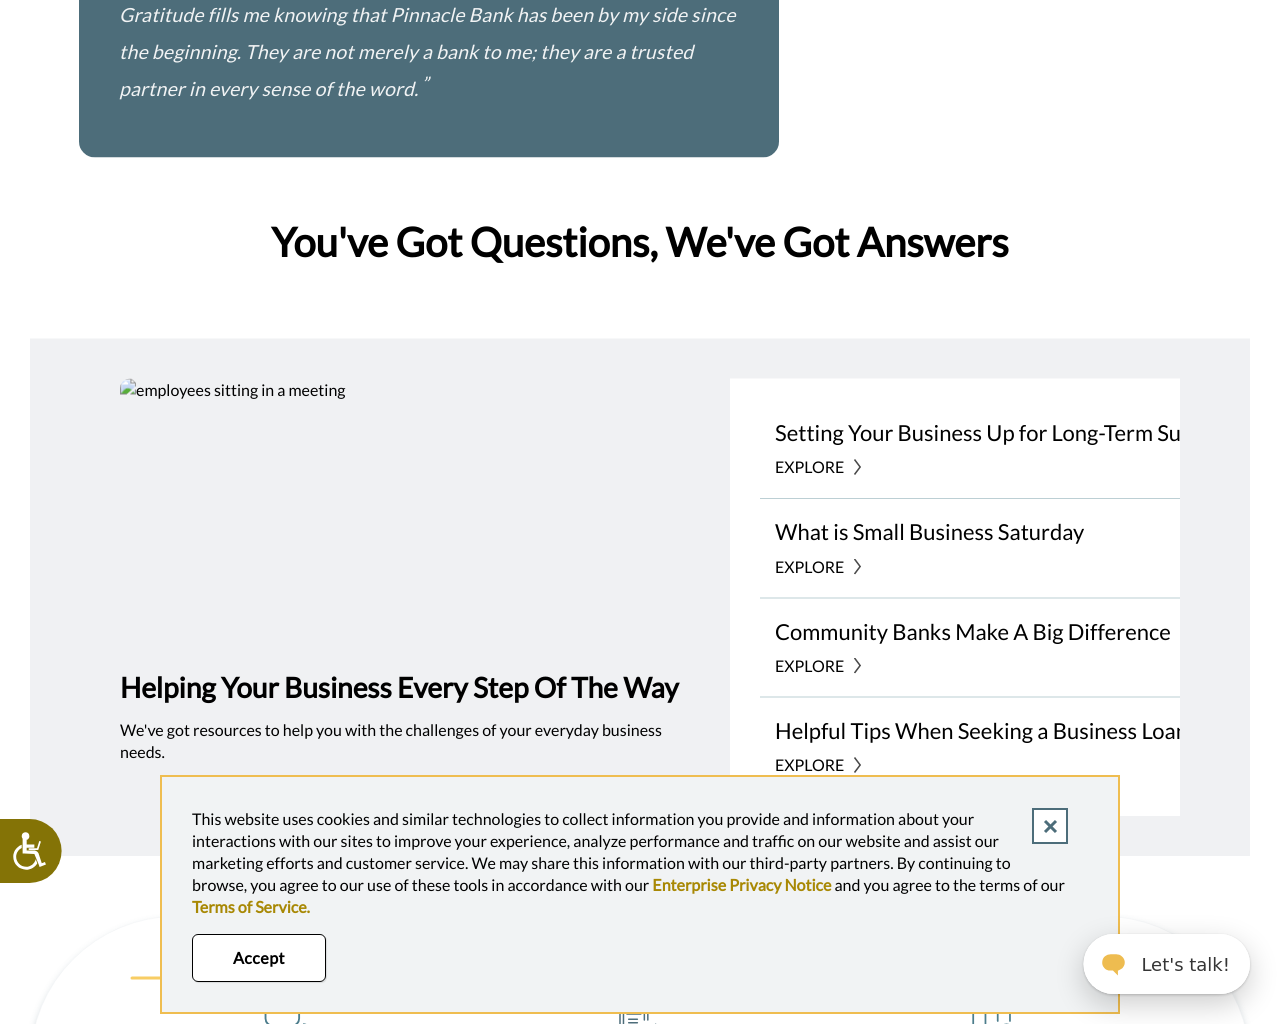 Gratitude fills me knowing that Pinnacle Bank has been by my side since
the beginning. They are not merely a bank to me; they are a trusted
partner in every sense of the word. ”
You've Got Questions, We've Got Answers
employees sitting in a meeting
Helping Your Business Every Step Of The Way
We've got resources to help you with the challenges of your everyday business
needs.
Setting Your Business Up for Long-Term Su
EXPLORE
What is Small Business Saturday
EXPLORE
Community Banks Make A Big Difference
EXPLORE
Helpful Tips When Seeking a Business Loan
EXPLORE
This website uses cookies and similar technologies to collect information you provide and information about your
interactions with our sites to improve your experience, analyze performance and traffic on our website and assist our
marketing efforts and customer service. We may share this information with our third-party partners. By continuing to
browse, you agree to our use of these tools in accordance with our Enterprise Privacy Notice and you agree to the terms of our
Terms of Service.
Accept
Let's talk!